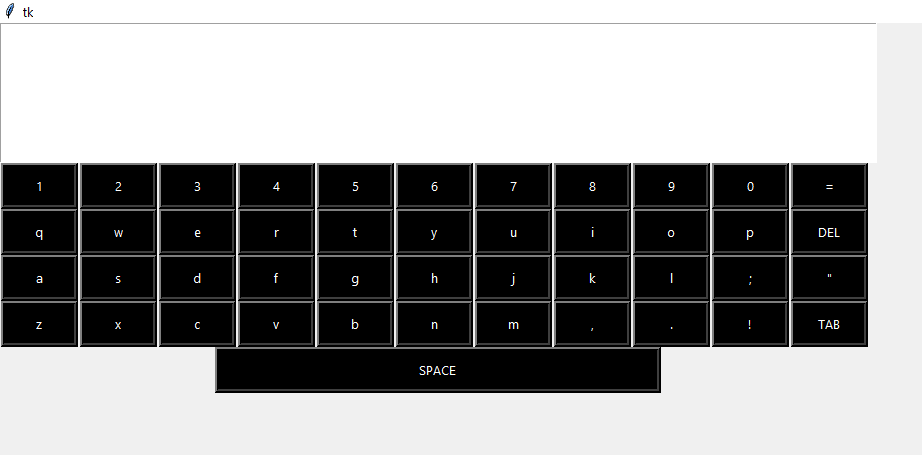 tk
1 2 3 4 5 6 7 8 9 0 =
q w e r t y u i o p DEL
a s d f g h j k l ; "
z x c v b n m , . ! TAB
SPACE